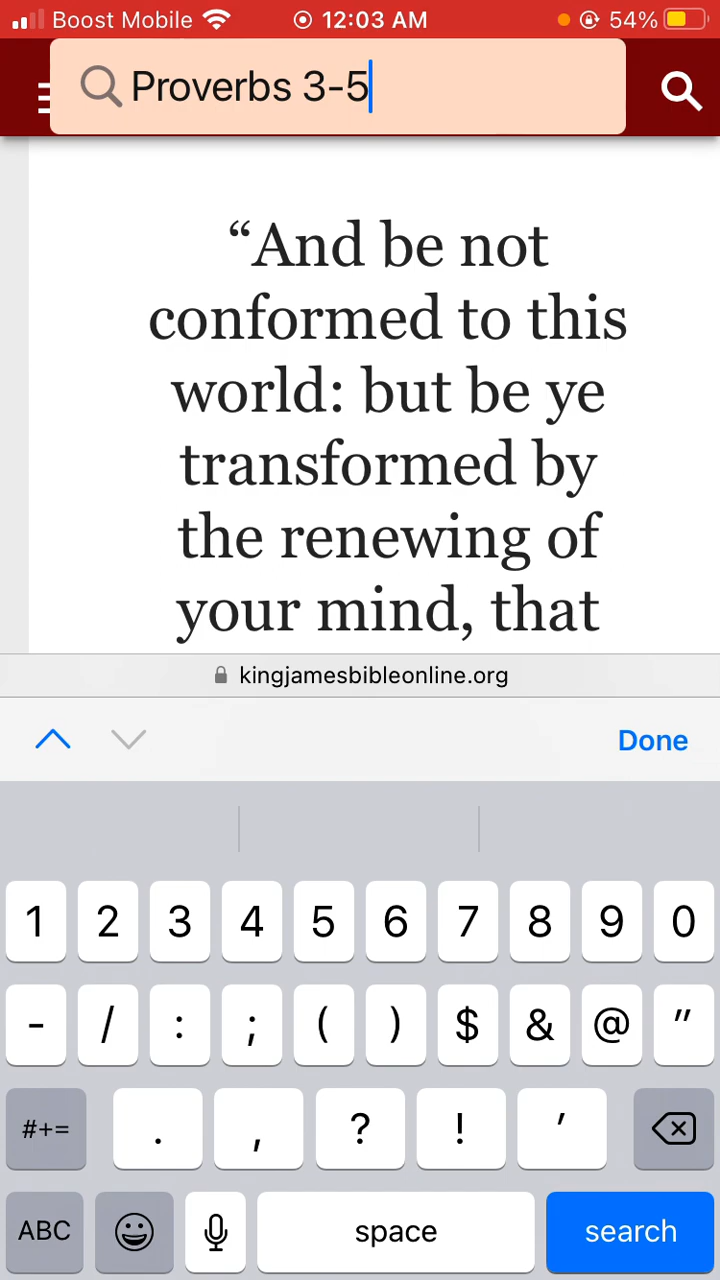 Boost Mobile 12:03 AM 54%
Proverbs 3-5
“And be not
conformed to this
world: but be ye
transformed by
the renewing of
your mind, that
kingjamesbibleonline.org
Done
1 2 3 4 5 6 7 8 9 0
- / : ; ( ) $ & @ "
#+= . , ? ! '
ABC space search